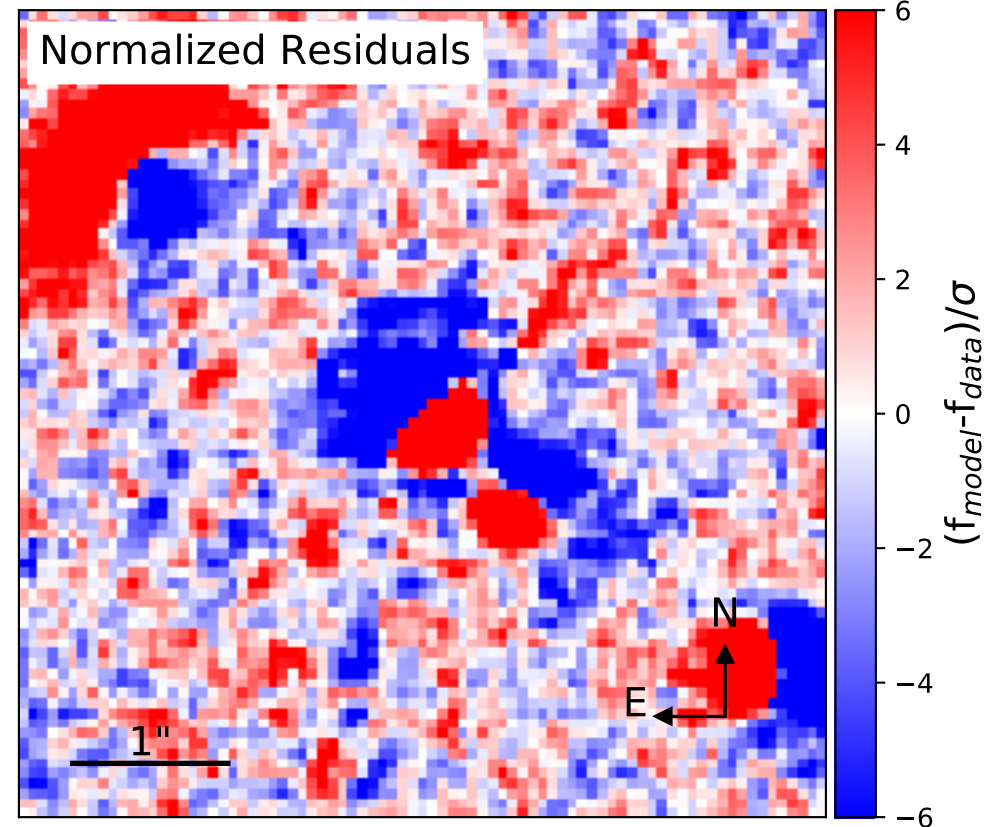 Normalized Residuals
6
4
2
0
−2
−4
−6
(f_model-f_data)/σ
N
E
1"